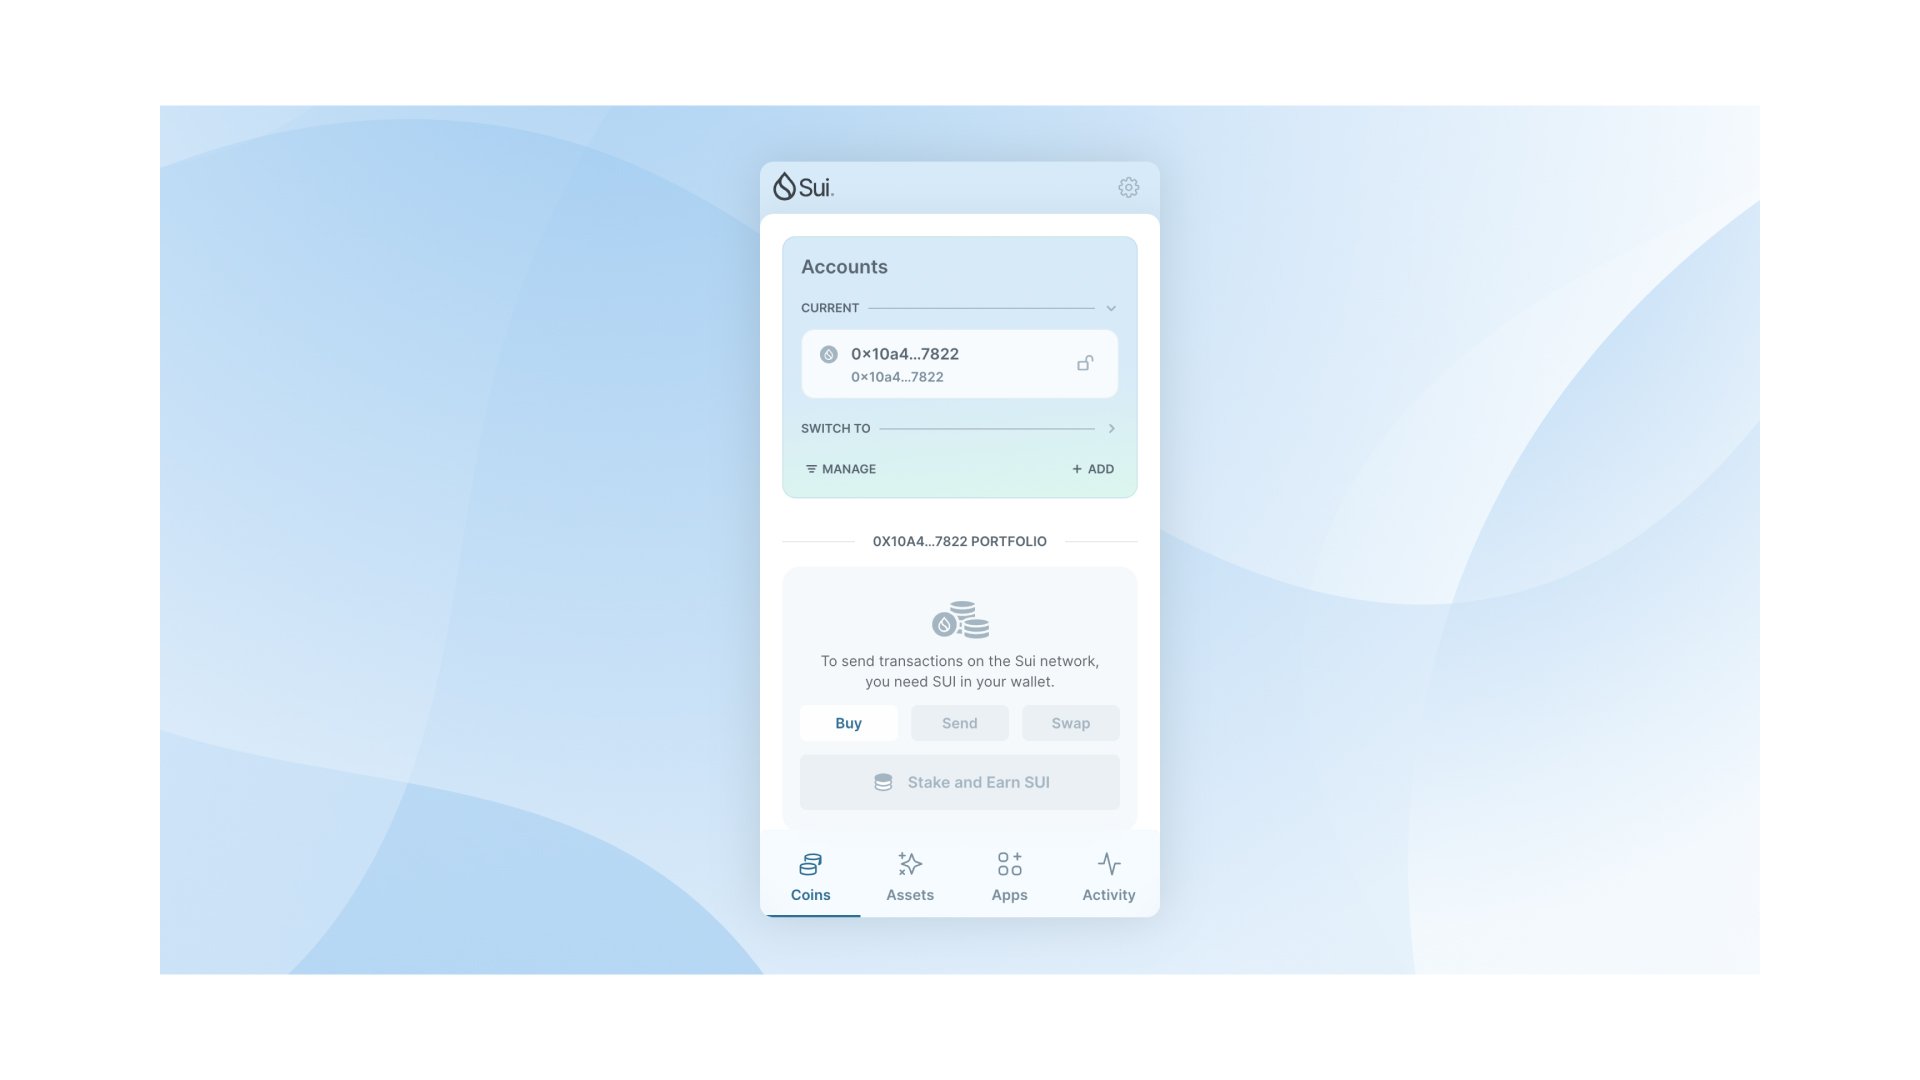 Sui.
Accounts
CURRENT
0×10a4...7822
0×10a4...7822
SWITCH TO
MANAGE
+ ADD
0X10A4...7822 PORTFOLIO
To send transactions on the Sui network,
you need SUI in your wallet.
Buy
Send
Swap
Stake and Earn SUI
Coins
Assets
Apps
Activity